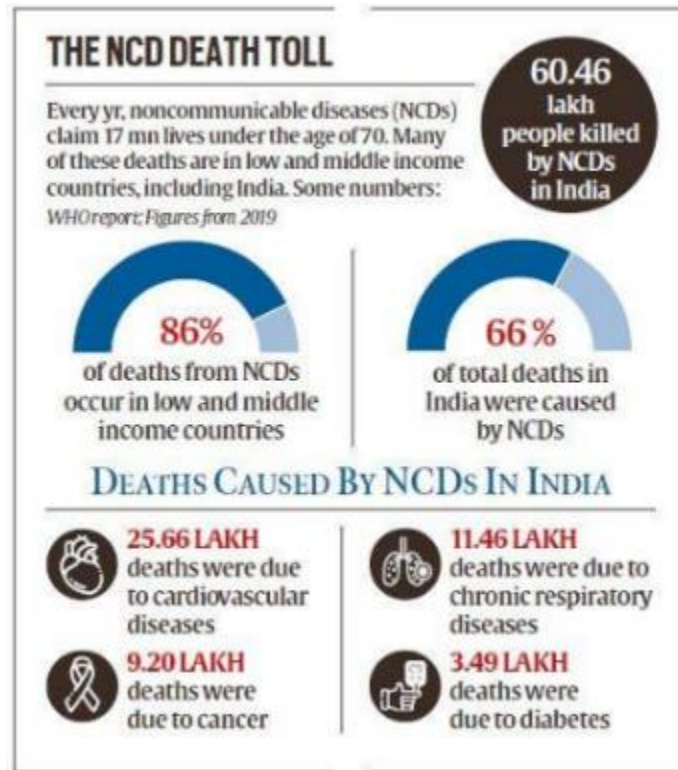 THE NCD DEATH TOLL
Every yr, noncommunicable diseases (NCDs)
claim 17 mn lives under the age of 70. Many
of these deaths are in low and middle income
countries, including India. Some numbers:
WHO report; Figures from 2019
60.46
lakh
people killed
by NCDs
in India
86%
of deaths from NCDs
occur in low and middle
income countries
66 %
of total deaths in
India were caused
by NCDs
DEATHS CAUSED BY NCDS IN INDIA
25.66 LAKH
deaths were due
to cardiovascular
diseases
11.46 LAKH
deaths were due to
chronic respiratory
diseases
9.20 LAKH
deaths were
due to cancer
3.49 LAKH
deaths were
due to diabetes